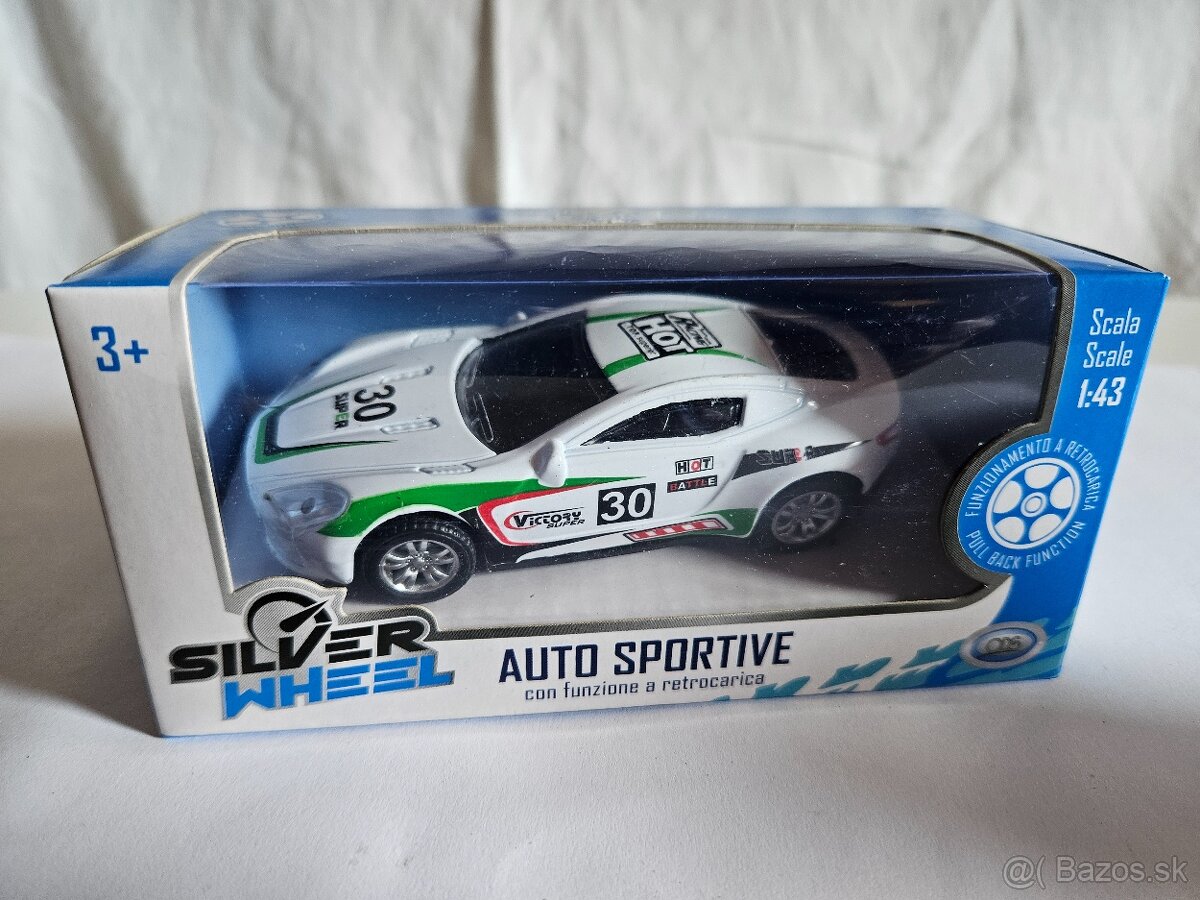 3+
Scala
Scale
1:43
FUNZIONAMENTO A RETROCARICA
PULL BACK FUNCTION
HOT
30
SUPER
HOT
BATTLE
VICTORY
SUPER
30
SILVER
WHEEL
AUTO SPORTIVE
con funzione a retrocarica
ODS
@( Bazos.sk